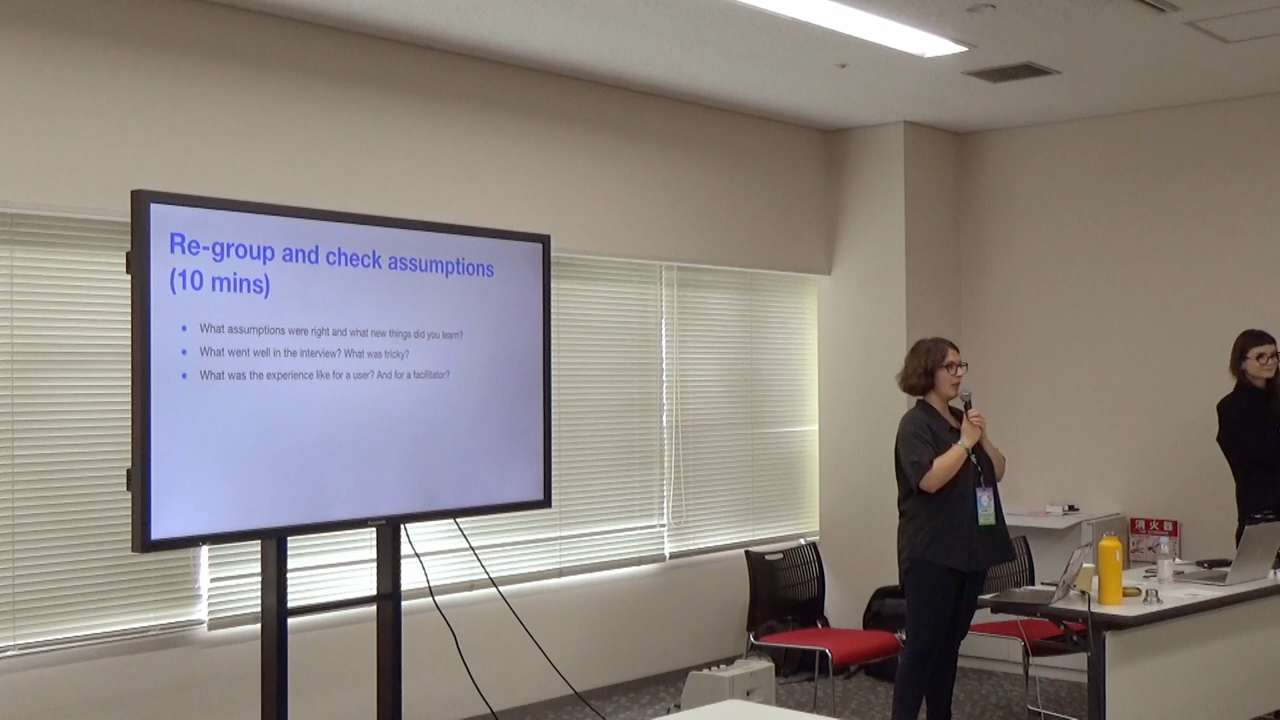 Re-group and check assumptions
(10 mins)
• What assumptions were right and what new things did you learn?
• What went well in the interview? What was tricky?
• What was the experience like for a user? And for a facilitator?
Panasonic
消火器